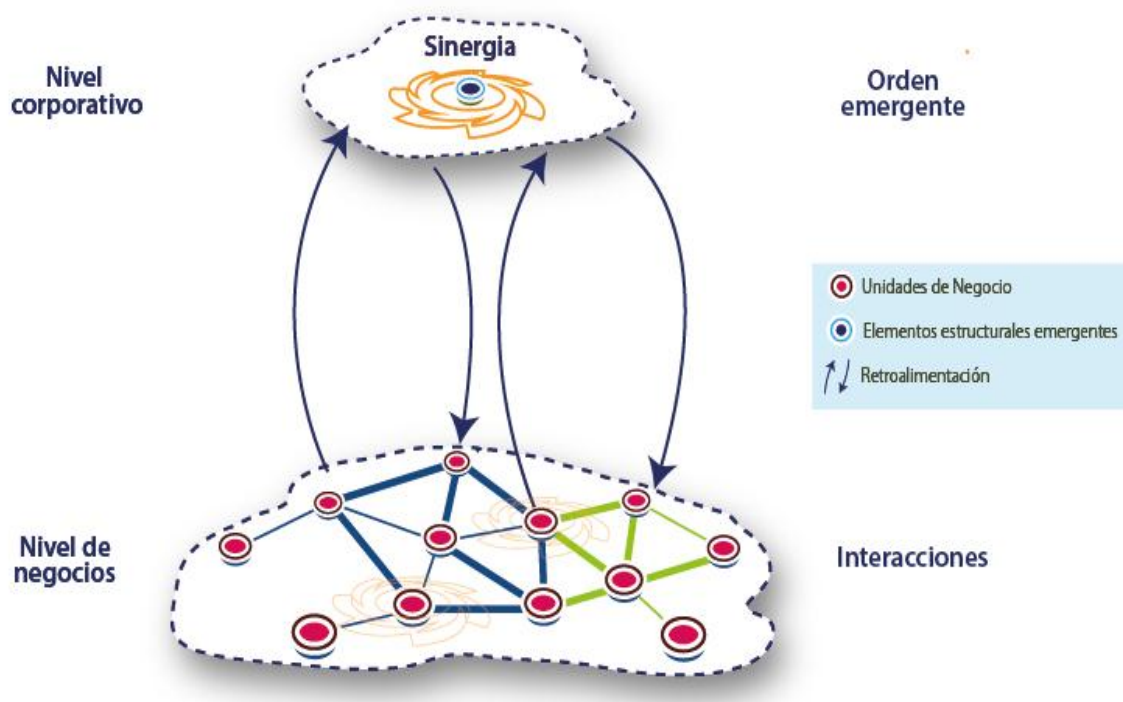 Sinergia
Nivel
corporativo
Orden
emergente
Unidades de Negocio
Elementos estructurales emergentes
Retroalimentación
Nivel de
negocios
Interacciones